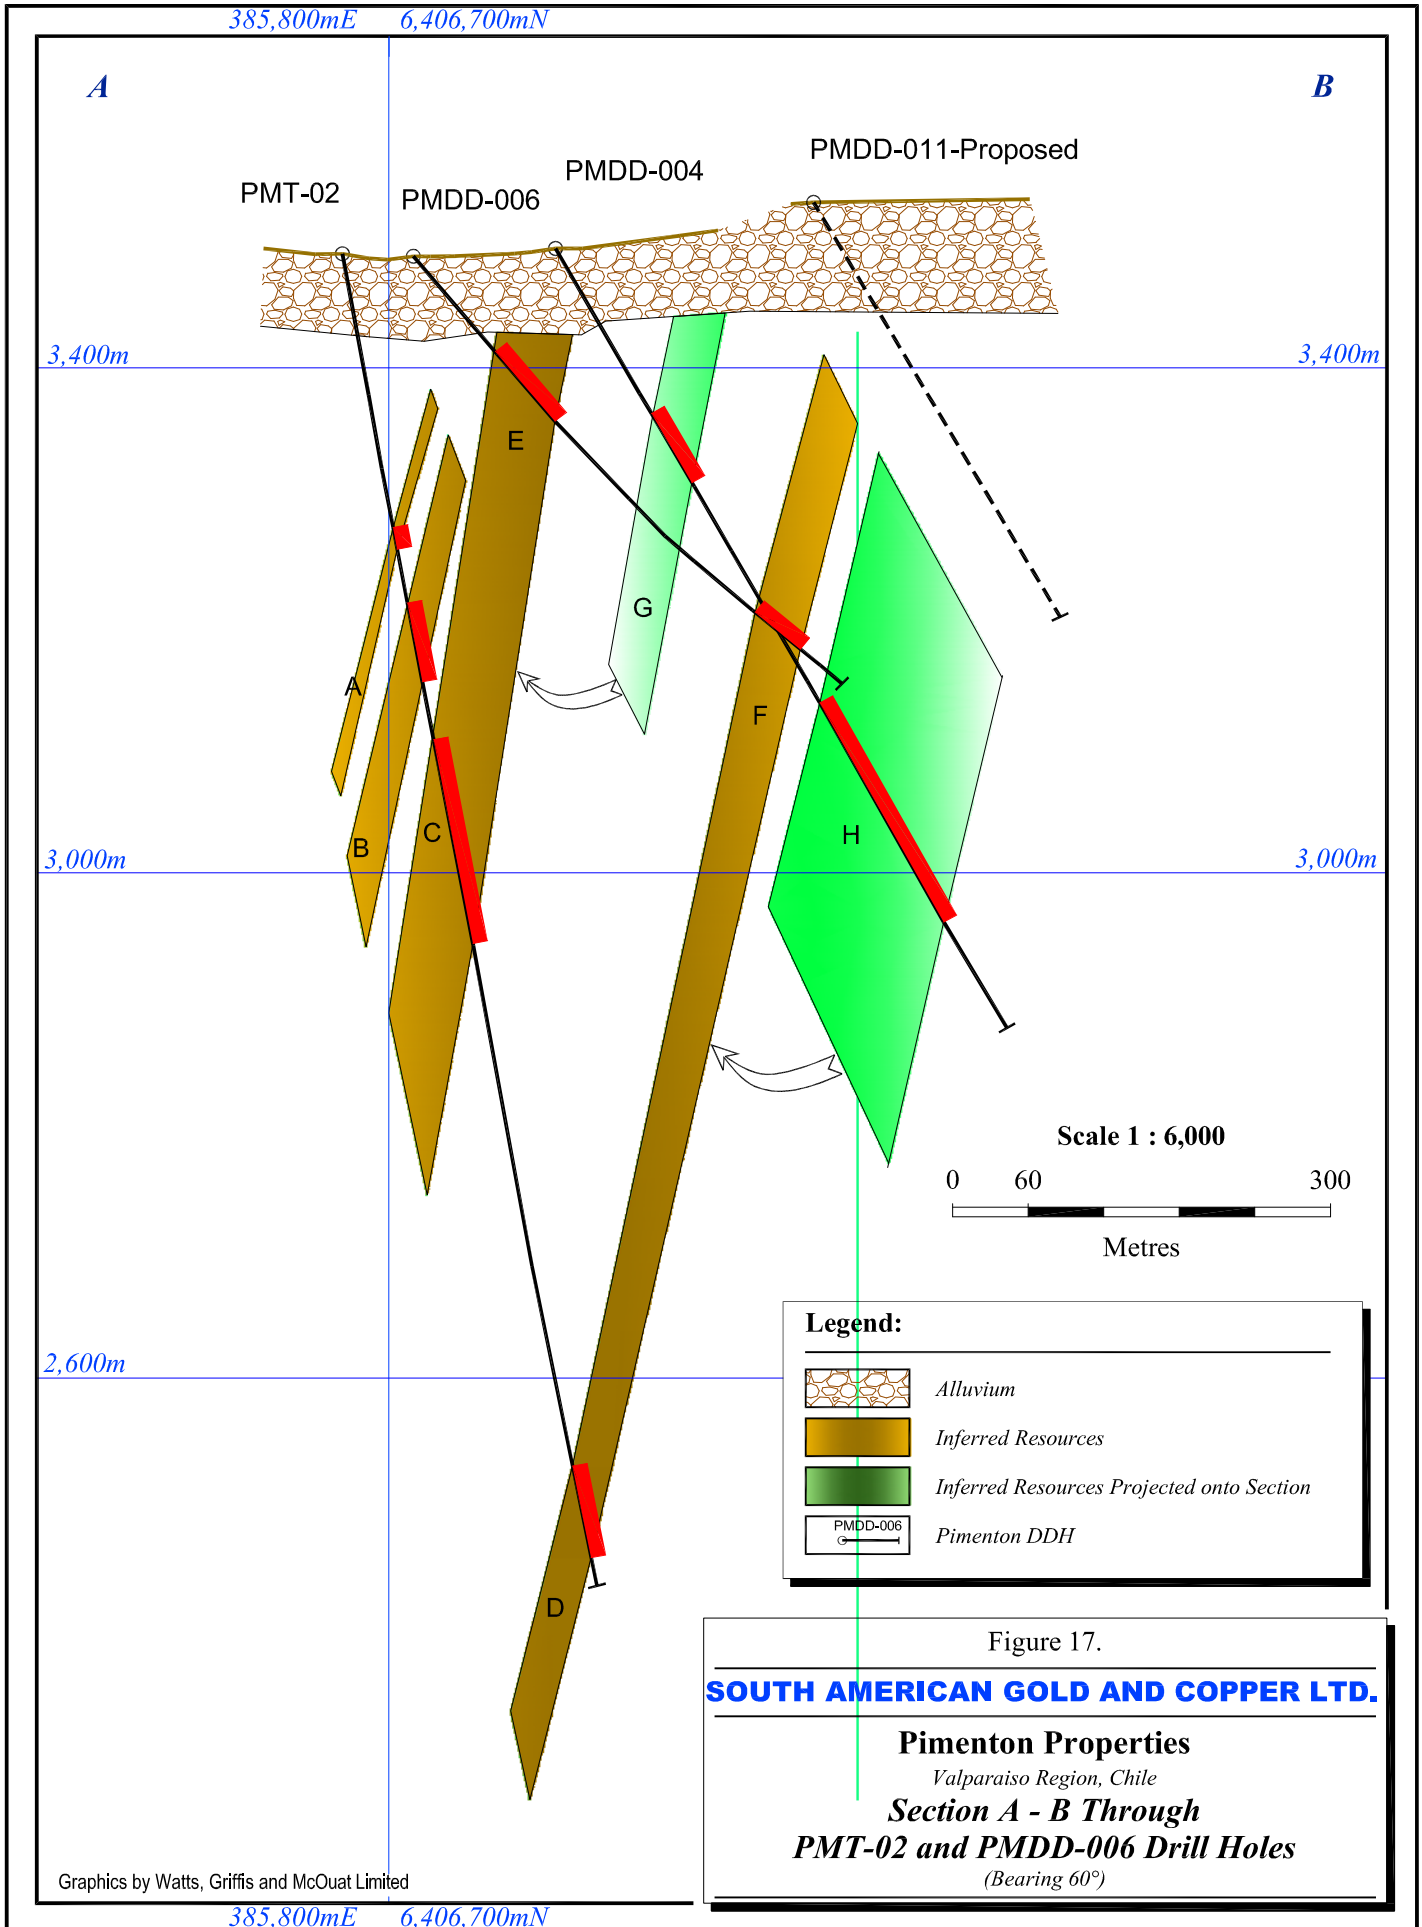 385,800mE 6,406,700mN
A B
PMDD-011-Proposed
PMDD-004
PMT-02 PMDD-006
3,400m 3,400m
E
G
A
F
C H
B
3,000m 3,000m
Scale 1 : 6,000
0 60 300
Metres
Legend:
2,600m
Alluvium
Inferred Resources
Inferred Resources Projected onto Section
PMDD-006
Pimenton DDH
D
Figure 17.
SOUTH AMERICAN GOLD AND COPPER LTD.
Pimenton Properties
Valparaiso Region, Chile
Section A - B Through
PMT-02 and PMDD-006 Drill Holes
(Bearing 60°)
Graphics by Watts, Griffis and McOuat Limited
385,800mE 6,406,700mN